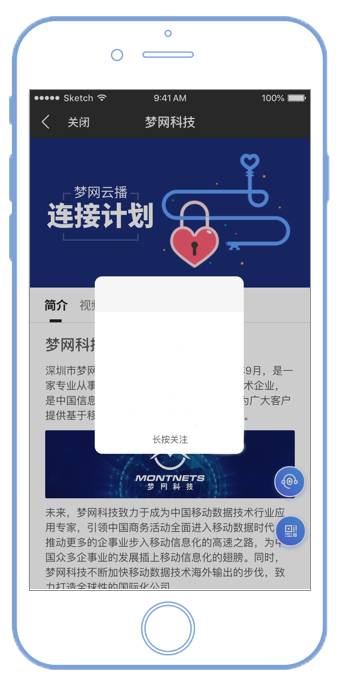 Sketch 9:41 AM 100%
关闭 梦网科技
梦网云播
连接计划
简介 视频
梦网科技
深圳市梦网 年9月，是一
家专业从事 术企业，
是中国信息 为广大客户
提供基于移 。
长按关注
MONTNETS
梦网科技
未来，梦网科技致力于成为中国移动数据技术行业应
用专家，引领中国商务活动全面进入移动数据时代
推动更多的企事业步入移动信息化的高速之路，为中
国众多企事业的发展插上移动信息化的翅膀。同时，
梦网科技不断加快移动数据技术海外输出的步伐，致
力打造全球性的国际化公司